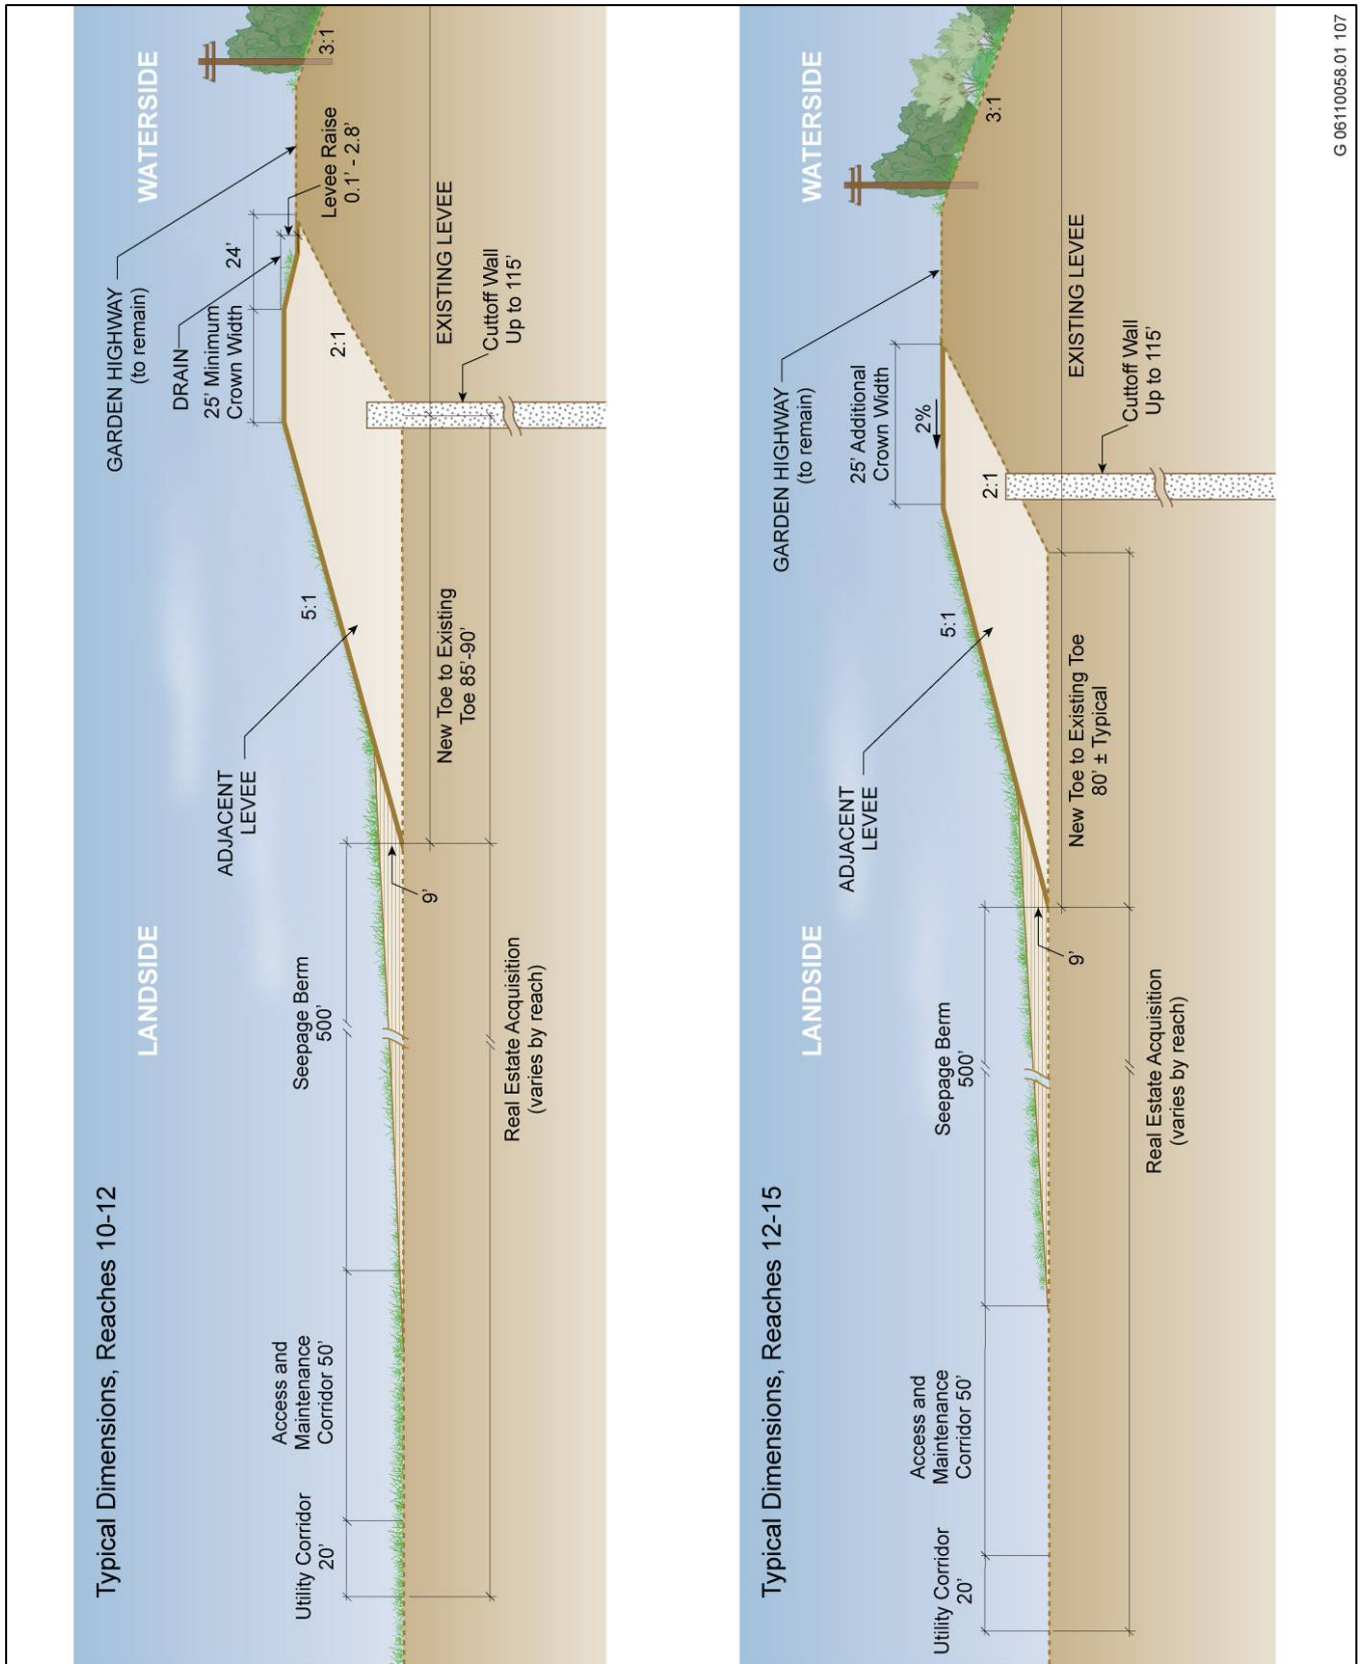 Typical Dimensions, Reaches 10-12
LANDSIDE
WATERSIDE
GARDEN HIGHWAY
(to remain)
DRAIN
25' Minimum
Crown Width
24'
Levee Raise
0.1' - 2.8'
3:1
ADJACENT
LEVEE
5:1
2:1
Utility Corridor
20'
Access and
Maintenance
Corridor 50'
Seepage Berm
500'
9'
New Toe to Existing
Toe 85'-90'
EXISTING LEVEE
Cuttoff Wall
Up to 115'
Real Estate Acquisition
(varies by reach)
Typical Dimensions, Reaches 12-15
LANDSIDE
WATERSIDE
GARDEN HIGHWAY
(to remain)
25' Additional
Crown Width
2%
3:1
ADJACENT
LEVEE
5:1
2:1
Utility Corridor
20'
Access and
Maintenance
Corridor 50'
Seepage Berm
500'
9'
New Toe to Existing Toe
80' ± Typical
EXISTING LEVEE
Cuttoff Wall
Up to 115'
Real Estate Acquisition
(varies by reach)
G 06110058.01 107